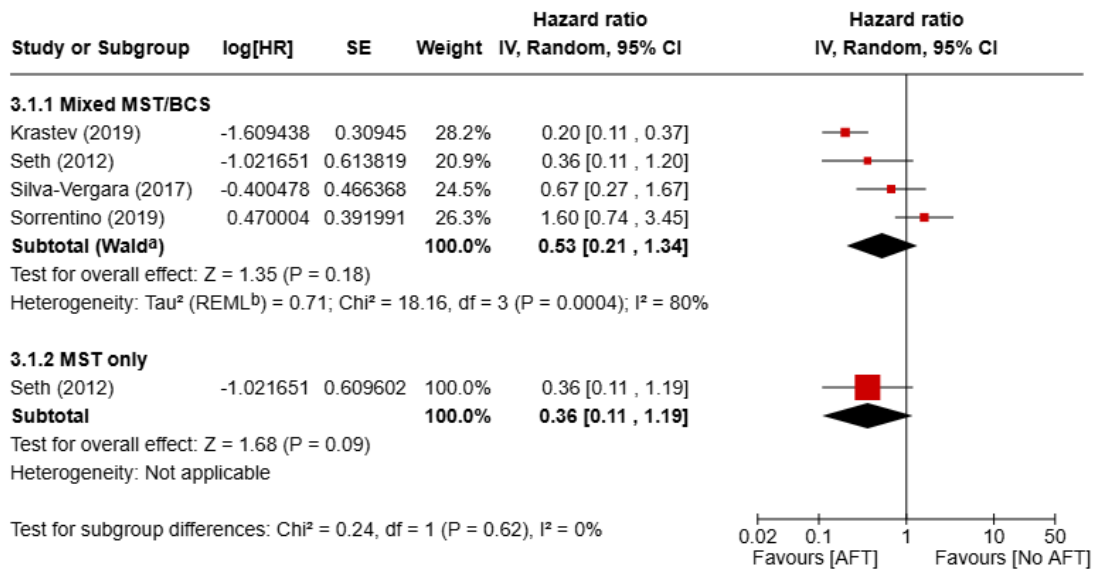 Hazard ratio Hazard ratio
Study or Subgroup log[HR] SE Weight IV, Random, 95% CI IV, Random, 95% CI
3.1.1 Mixed MST/BCS
Krastev (2019) -1.609438 0.30945 28.2% 0.20 [0.11 , 0.37]
Seth (2012) -1.021651 0.613819 20.9% 0.36 [0.11 , 1.20]
Silva-Vergara (2017) -0.400478 0.466368 24.5% 0.67 [0.27 , 1.67]
Sorrentino (2019) 0.470004 0.391991 26.3% 1.60 [0.74 , 3.45]
Subtotal (Waldᵃ) 100.0% 0.53 [0.21 , 1.34]
Test for overall effect: Z = 1.35 (P = 0.18)
Heterogeneity: Tau² (REMLᵇ) = 0.71; Chi² = 18.16, df = 3 (P = 0.0004); I² = 80%
3.1.2 MST only
Seth (2012) -1.021651 0.609602 100.0% 0.36 [0.11 , 1.19]
Subtotal 100.0% 0.36 [0.11 , 1.19]
Test for overall effect: Z = 1.68 (P = 0.09)
Heterogeneity: Not applicable
Test for subgroup differences: Chi² = 0.24, df = 1 (P = 0.62), I² = 0%
0.02 0.1 1 10 50
Favours [AFT] Favours [No AFT]